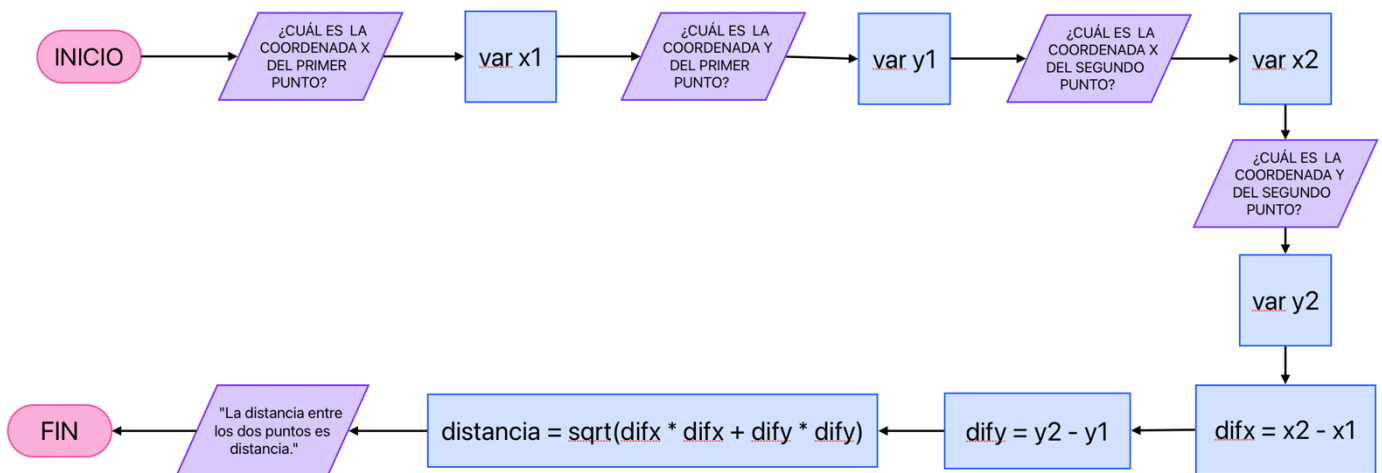 INICIO
¿CUÁL ES LA
COORDENADA X
DEL PRIMER
PUNTO?
var x1
¿CUÁL ES LA
COORDENADA Y
DEL PRIMER
PUNTO?
var y1
¿CUÁL ES LA
COORDENADA X
DEL SEGUNDO
PUNTO?
var x2
¿CUÁL ES LA
COORDENADA Y
DEL SEGUNDO
PUNTO?
var y2
difx = x2 - x1
dify = y2 - y1
distancia = sqrt(difx * difx + dify * dify)
"La distancia entre
los dos puntos es
distancia."
FIN